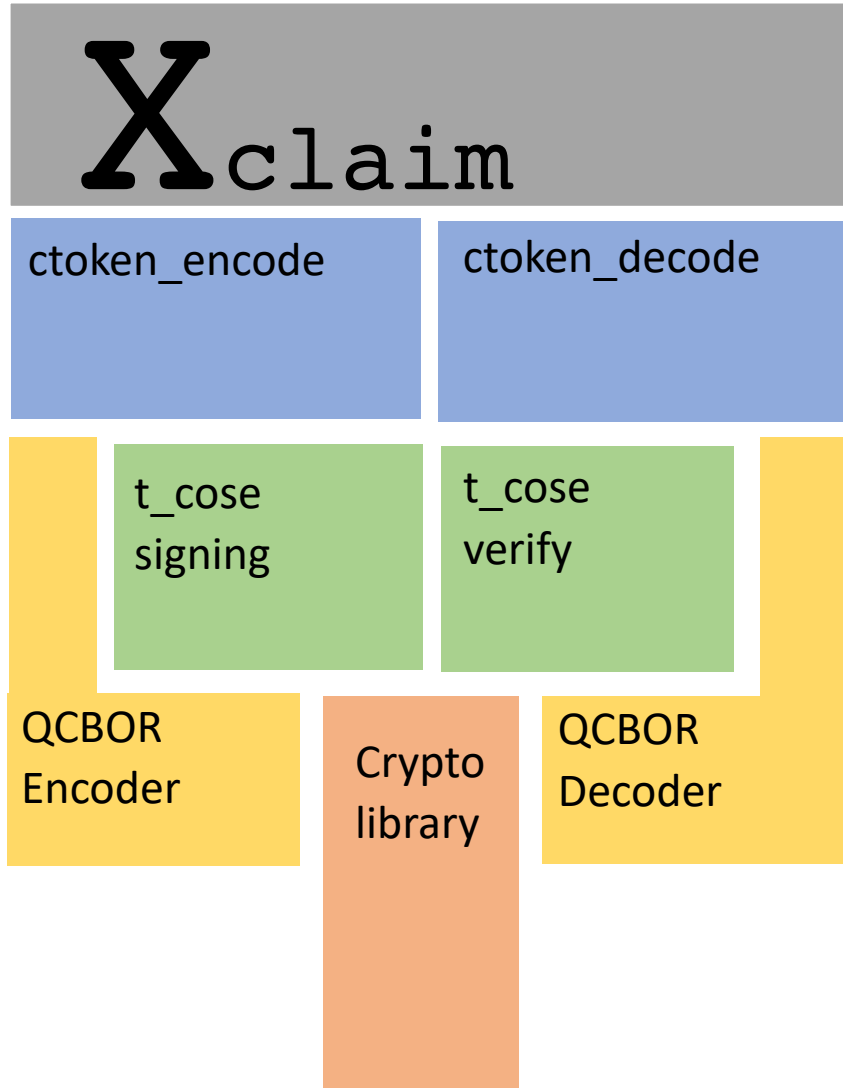 Xclaim
ctoken_encode
ctoken_decode
t_cose
signing
t_cose
verify
QCBOR
Encoder
Crypto
library
QCBOR
Decoder